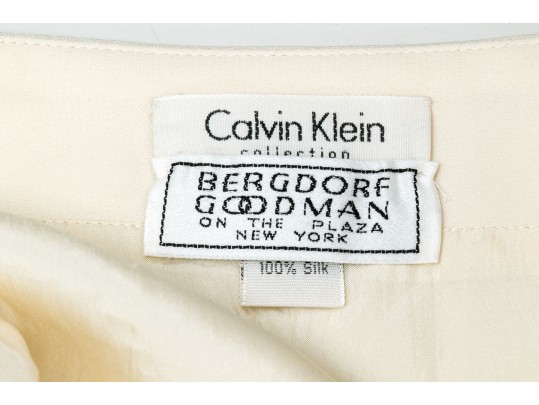 Calvin Klein
collection
BERGDORF
GOODMAN
ON THE PLAZA
NEW YORK
100% Silk